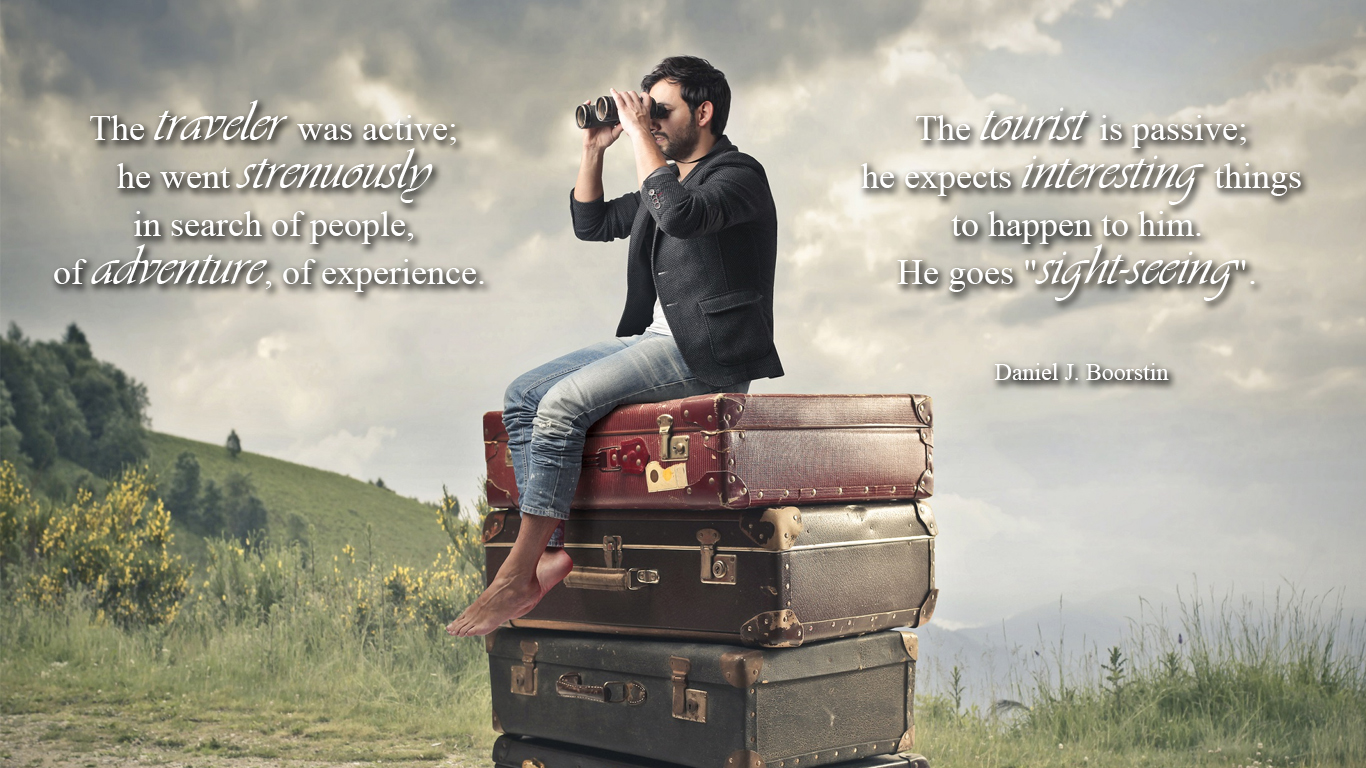 The traveler was active;
he went strenuously
in search of people,
of adventure, of experience.
The tourist is passive;
he expects interesting things
to happen to him.
He goes "sight-seeing".
Daniel J. Boorstin